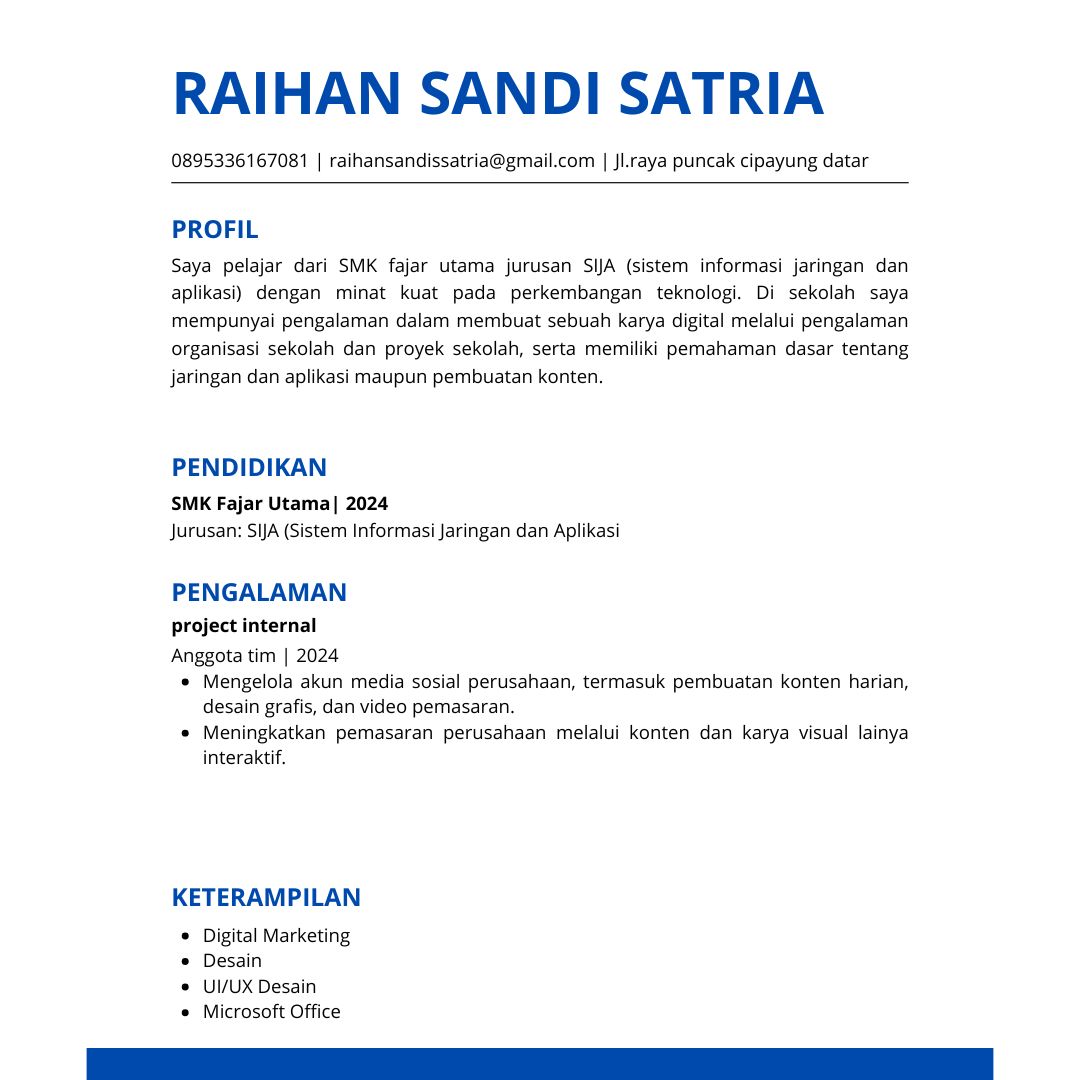 RAIHAN SANDI SATRIA
0895336167081 | raihansandissatria@gmail.com | Jl.raya puncak cipayung datar
PROFIL
Saya pelajar dari SMK fajar utama jurusan SIJA (sistem informasi jaringan dan
aplikasi) dengan minat kuat pada perkembangan teknologi. Di sekolah saya
mempunyai pengalaman dalam membuat sebuah karya digital melalui pengalaman
organisasi sekolah dan proyek sekolah, serta memiliki pemahaman dasar tentang
jaringan dan aplikasi maupun pembuatan konten.
PENDIDIKAN
SMK Fajar Utama| 2024
Jurusan: SIJA (Sistem Informasi Jaringan dan Aplikasi
PENGALAMAN
project internal
Anggota tim | 2024
• Mengelola akun media sosial perusahaan, termasuk pembuatan konten harian,
desain grafis, dan video pemasaran.
• Meningkatkan pemasaran perusahaan melalui konten dan karya visual lainya
interaktif.
KETERAMPILAN
• Digital Marketing
• Desain
• UI/UX Desain
• Microsoft Office